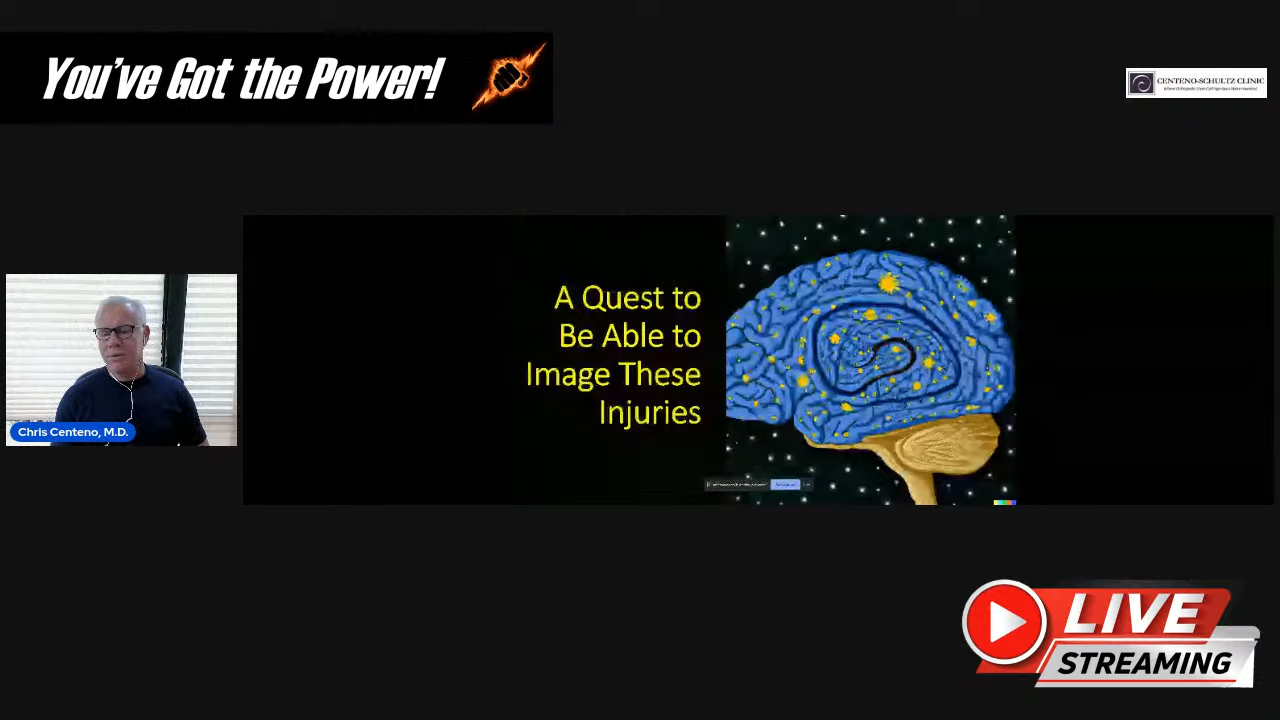 You've Got the Power!
CENTENO-SCHULTZ CLINIC
A Quest to
Be Able to
Image These
Injuries
Chris Centeno, M.D.
LIVE
STREAMING